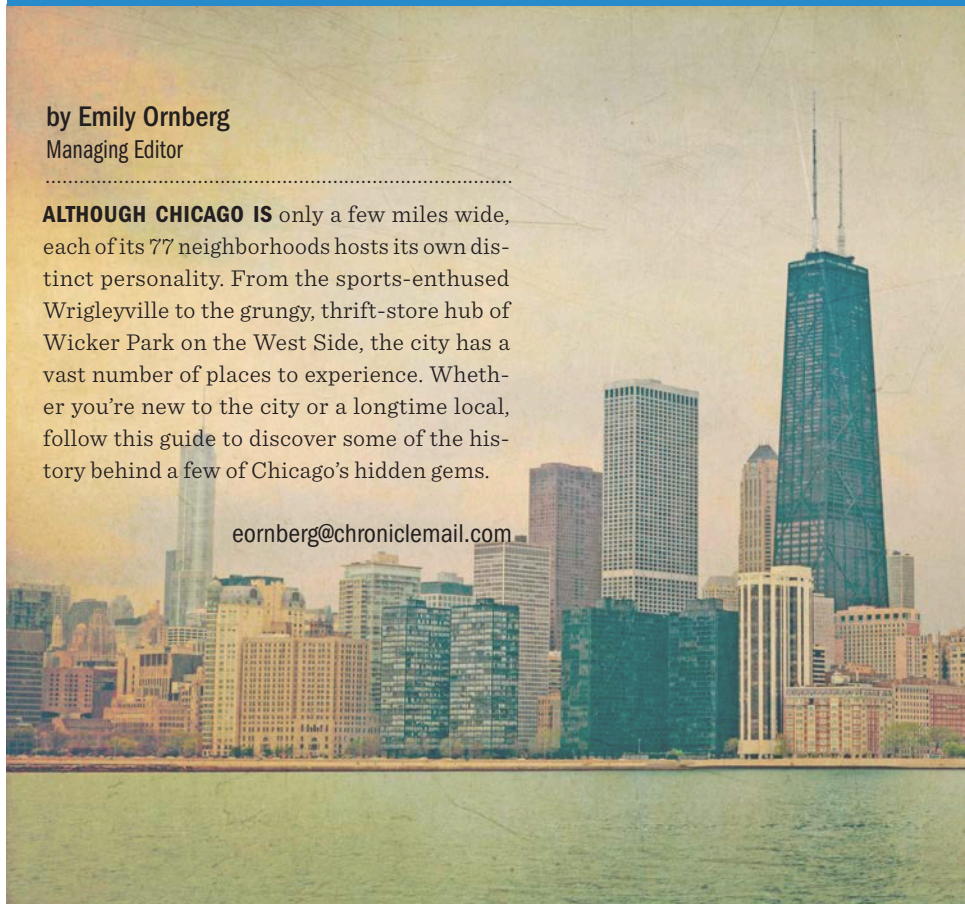 by Emily Ornberg
Managing Editor
ALTHOUGH CHICAGO IS only a few miles wide,
each of its 77 neighborhoods hosts its own dis-
tinct personality. From the sports-enthused
Wrigleyville to the grungy, thrift-store hub of
Wicker Park on the West Side, the city has a
vast number of places to experience. Wheth-
er you’re new to the city or a longtime local,
follow this guide to discover some of the his-
tory behind a few of Chicago’s hidden gems.
eornberg@chroniclemail.com